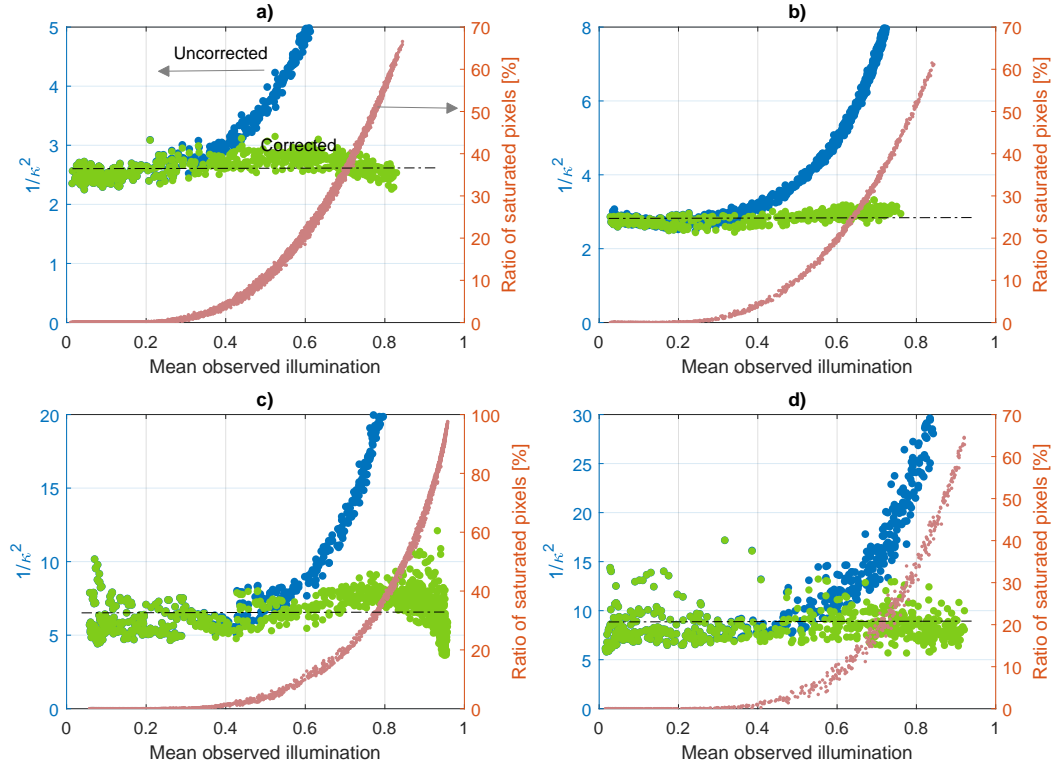 a)
5
4
3
2
1
0
1/κ²
Uncorrected
Corrected
70
60
50
40
30
20
10
0
Ratio of saturated pixels [%]
0 0.2 0.4 0.6 0.8 1
Mean observed illumination
b)
8
6
4
2
0
1/κ²
70
60
50
40
30
20
10
0
Ratio of saturated pixels [%]
0 0.2 0.4 0.6 0.8 1
Mean observed illumination
c)
20
15
10
5
0
1/κ²
100
80
60
40
20
0
Ratio of saturated pixels [%]
0 0.2 0.4 0.6 0.8 1
Mean observed illumination
d)
30
25
20
15
10
5
0
1/κ²
70
60
50
40
30
20
10
0
Ratio of saturated pixels [%]
0 0.2 0.4 0.6 0.8 1
Mean observed illumination